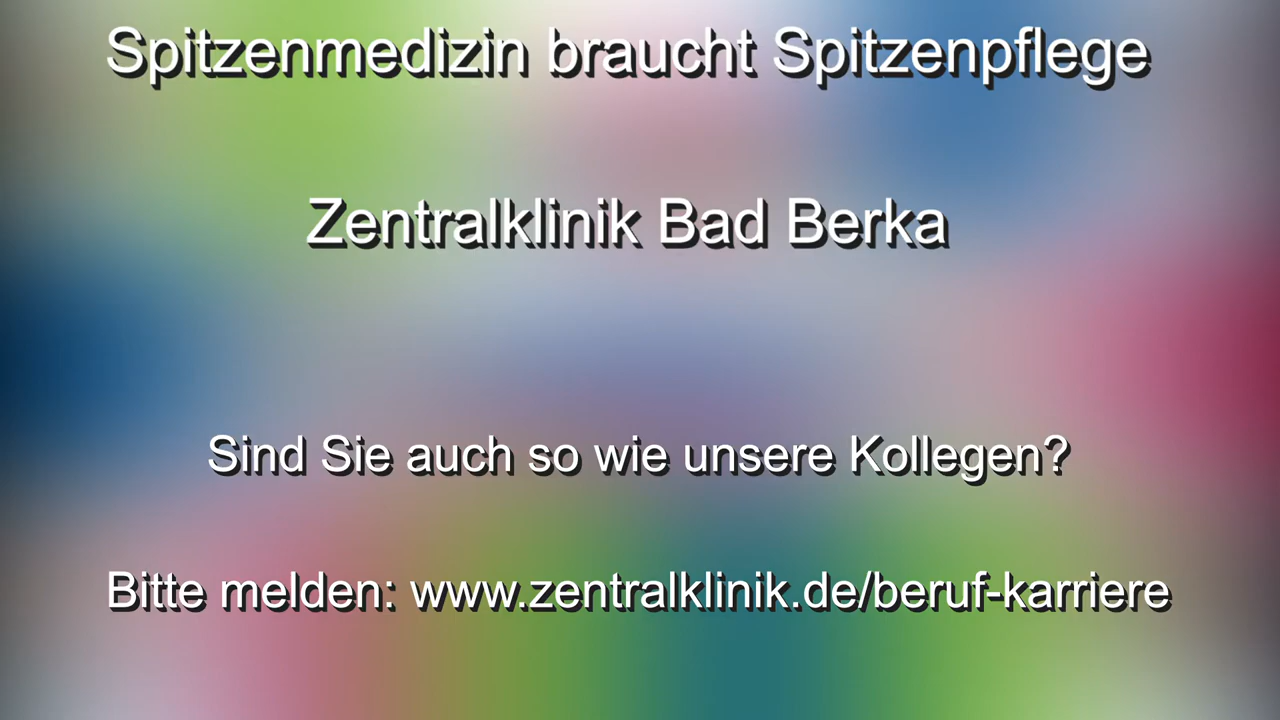 Spitzenmedizin braucht Spitzenpflege
Zentralklinik Bad Berka
Sind Sie auch so wie unsere Kollegen?
Bitte melden: www.zentralklinik.de/beruf-karriere